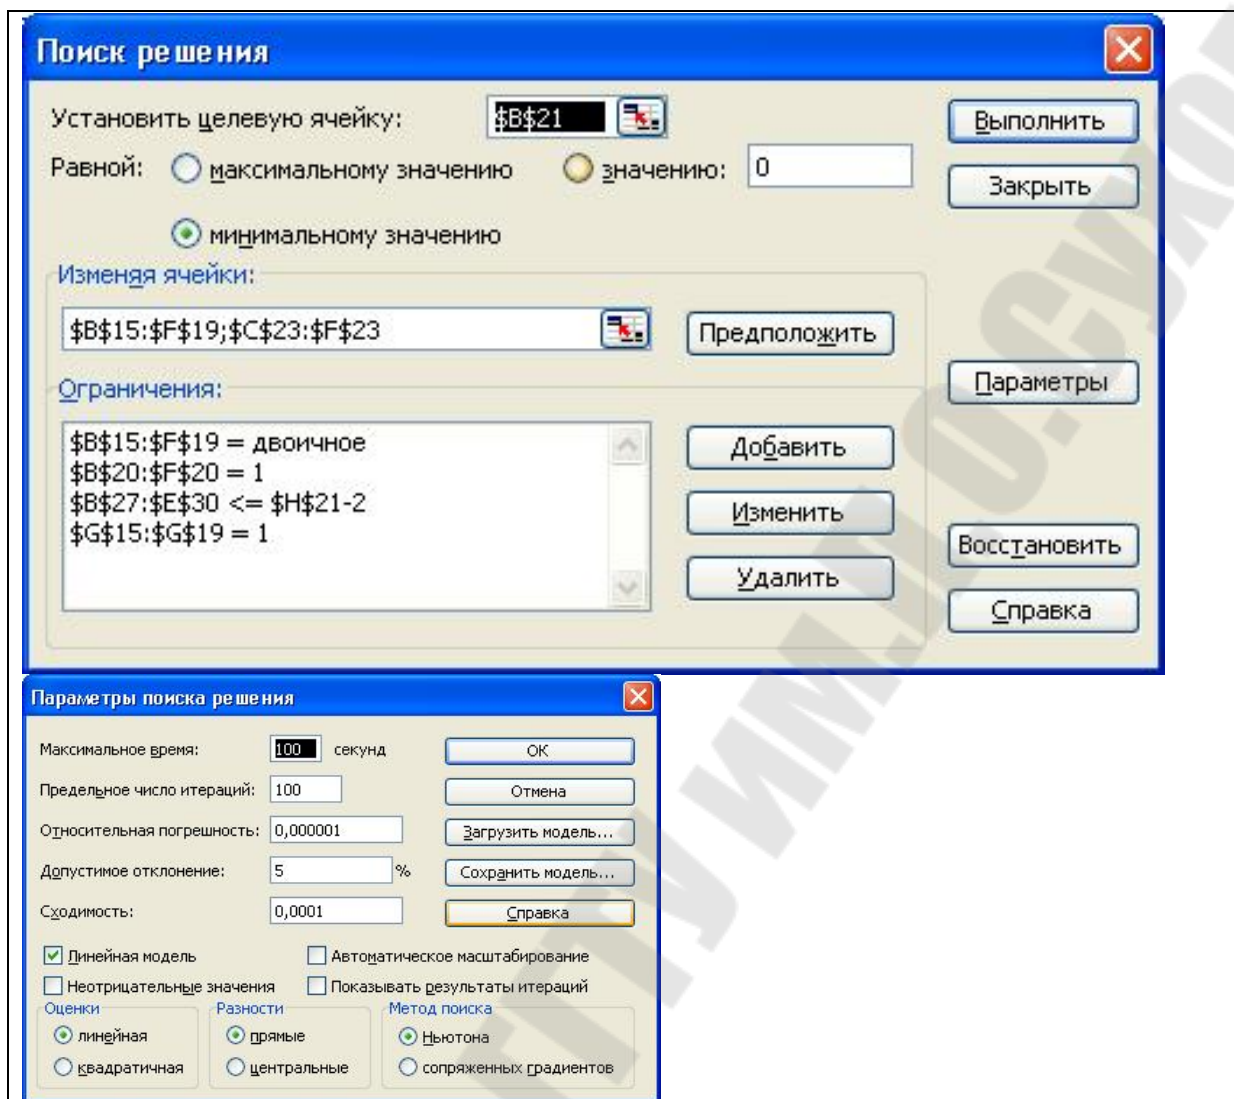 Поиск решения
Установить целевую ячейку: $B$21
Выполнить
Равной: максимальному значению значению: 0
Закрыть
минимальному значению
Изменяя ячейки:
$B$15:$F$19;$C$23:$F$23
Предположить
Параметры
Ограничения:
$B$15:$F$19 = двоичное
$B$20:$F$20 = 1
$B$27:$E$30 <= $H$21-2
$G$15:$G$19 = 1
Добавить
Изменить
Удалить
Восстановить
Справка
Параметры поиска решения
Максимальное время: 100 секунд
OK
Предельное число итераций: 100
Отмена
Относительная погрешность: 0,000001
Загрузить модель...
Допустимое отклонение: 5 %
Сохранить модель...
Сходимость: 0,0001
Справка
Линейная модель Автоматическое масштабирование
Неотрицательные значения Показывать результаты итераций
Оценки Разности Метод поиска
линейная прямые Ньютона
квадратичная центральные сопряженных градиентов